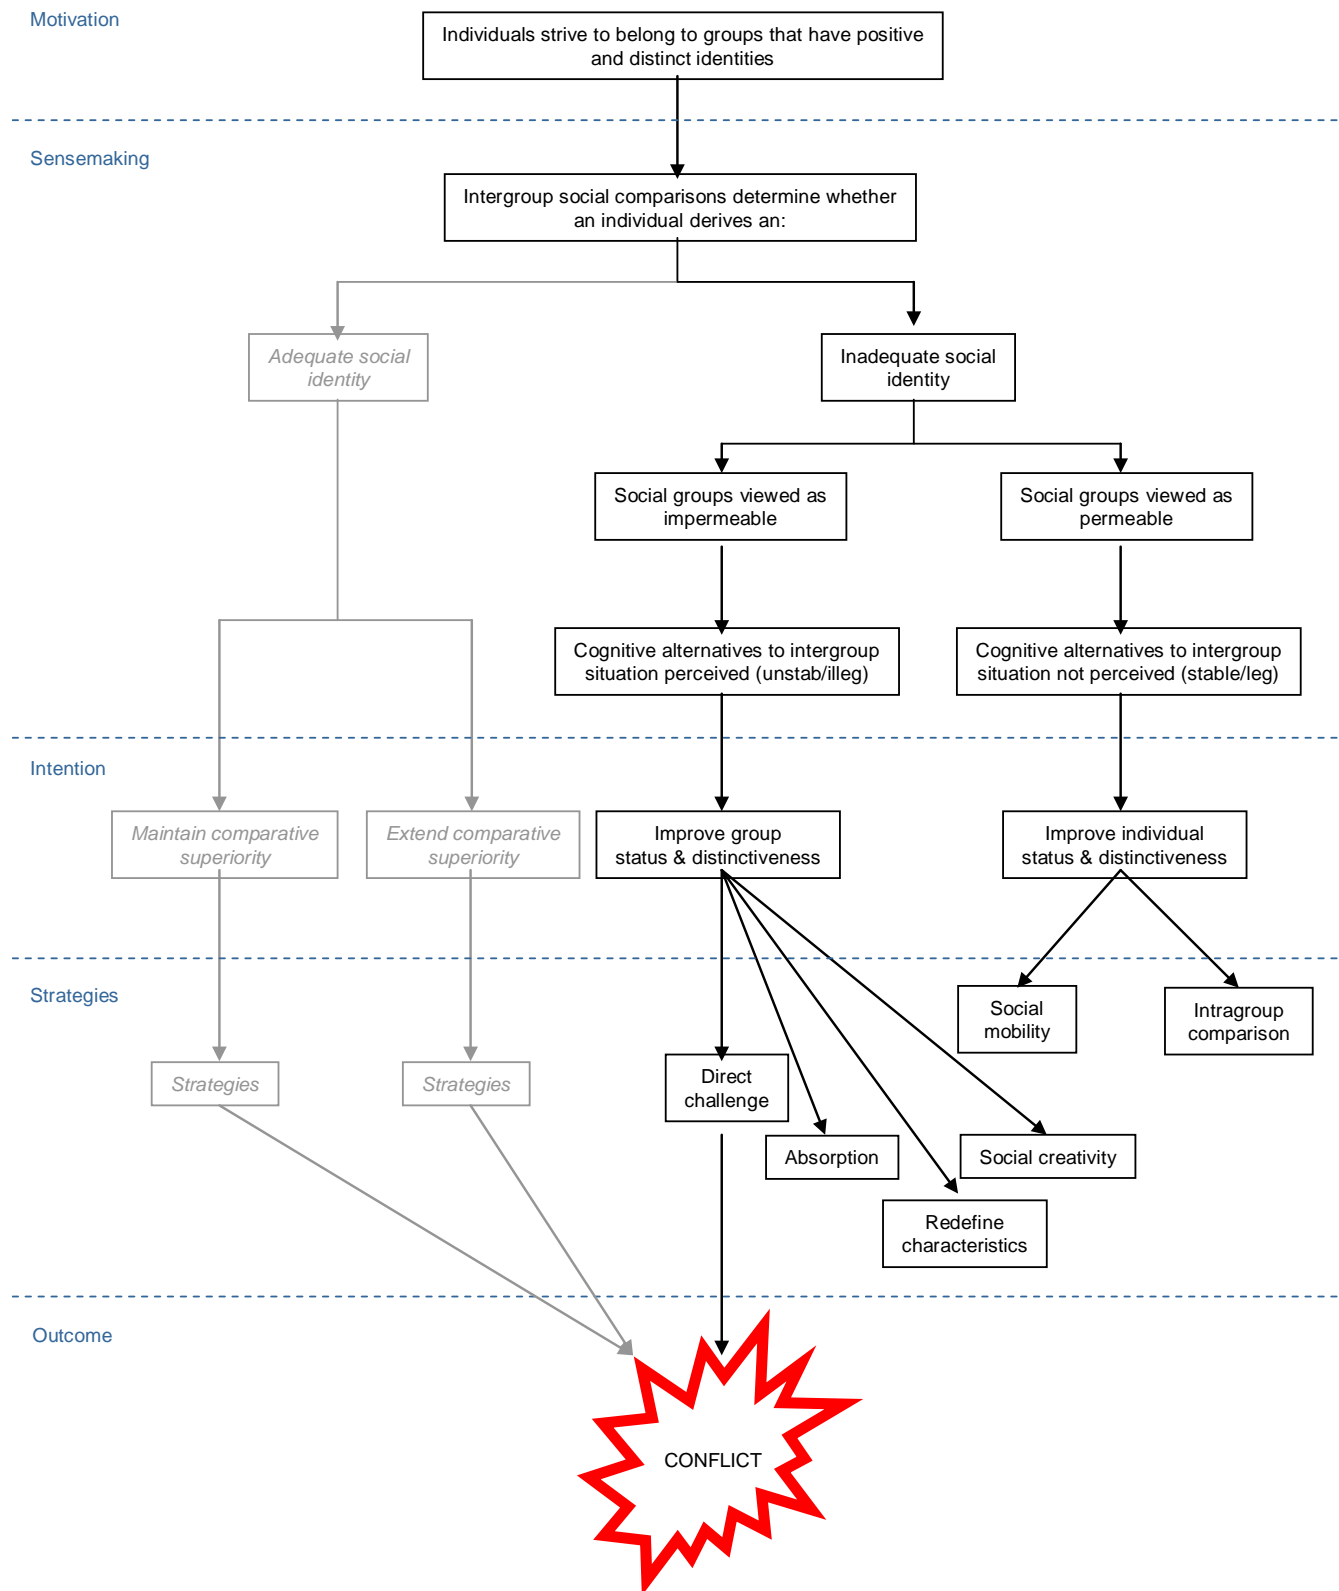 Motivation
Individuals strive to belong to groups that have positive
and distinct identities
Sensemaking
Intergroup social comparisons determine whether
an individual derives an:
Adequate social
identity
Inadequate social
identity
Social groups viewed as
impermeable
Social groups viewed as
permeable
Cognitive alternatives to intergroup
situation perceived (unstab/illeg)
Cognitive alternatives to intergroup
situation not perceived (stable/leg)
Intention
Maintain comparative
superiority
Extend comparative
superiority
Improve group
status & distinctiveness
Improve individual
status & distinctiveness
Strategies
Social
mobility
Intragroup
comparison
Strategies
Strategies
Direct
challenge
Absorption
Social creativity
Redefine
characteristics
Outcome
CONFLICT